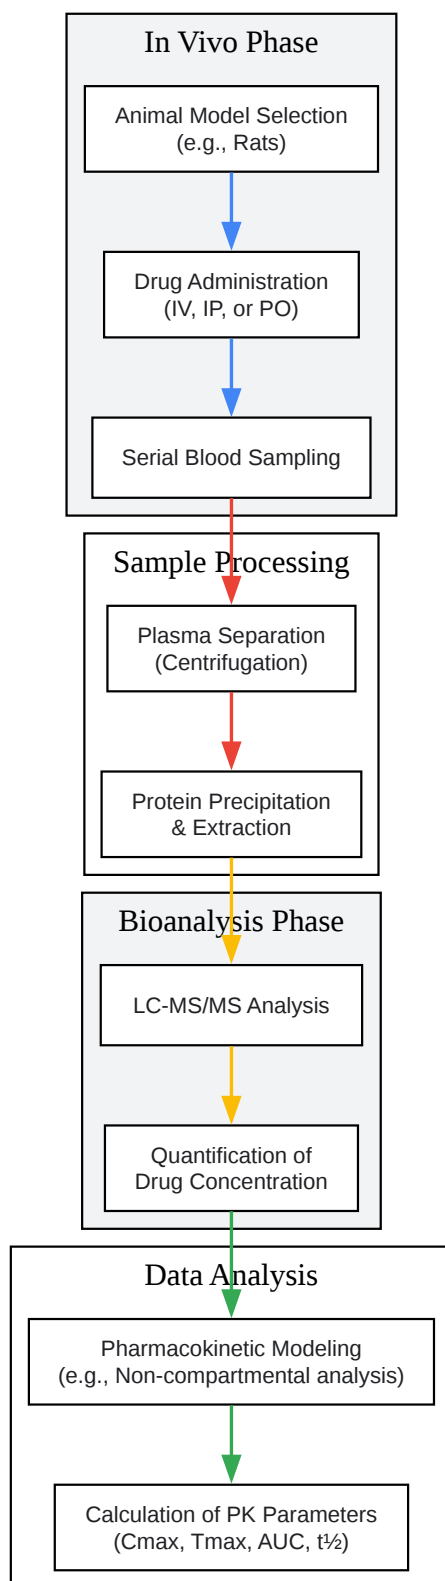 In Vivo Phase
Animal Model Selection
(e.g., Rats)
Drug Administration
(IV, IP, or PO)
Serial Blood Sampling
Sample Processing
Plasma Separation
(Centrifugation)
Protein Precipitation
& Extraction
Bioanalysis Phase
LC-MS/MS Analysis
Quantification of
Drug Concentration
Data Analysis
Pharmacokinetic Modeling
(e.g., Non-compartmental analysis)
Calculation of PK Parameters
(Cmax, Tmax, AUC, t½)